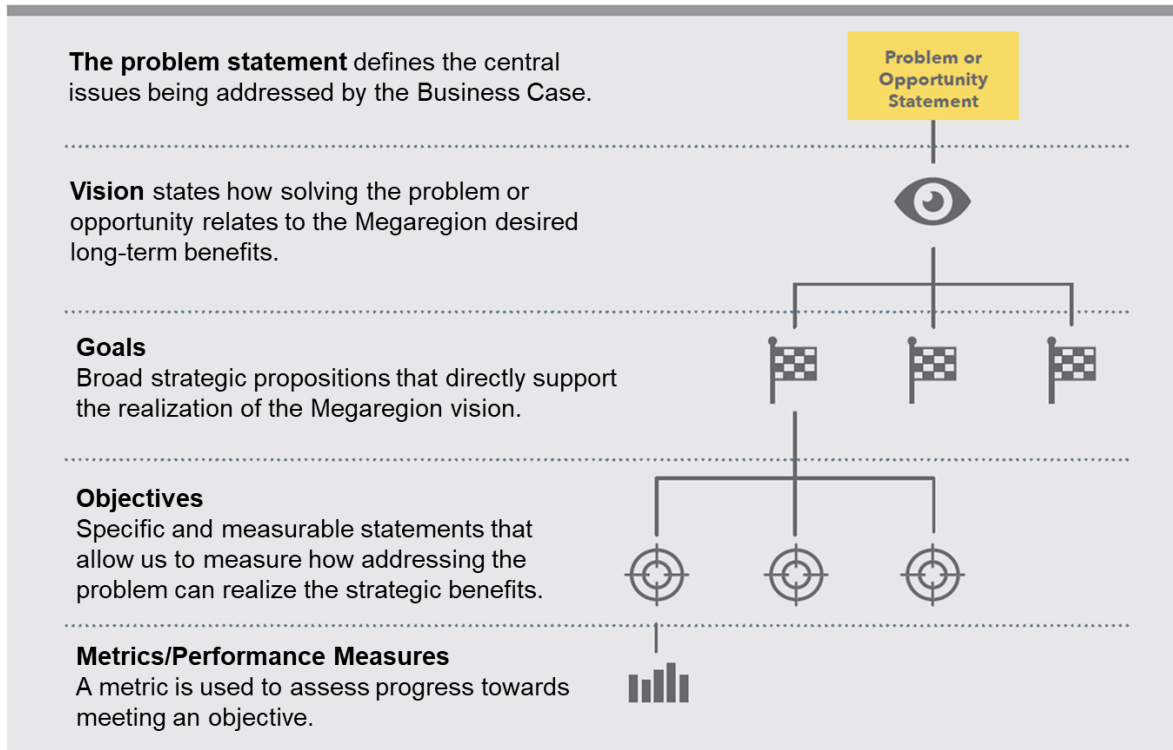 The problem statement defines the central
issues being addressed by the Business Case.
Problem or
Opportunity
Statement
Vision states how solving the problem or
opportunity relates to the Megaregion desired
long-term benefits.
Goals
Broad strategic propositions that directly support
the realization of the Megaregion vision.
Objectives
Specific and measurable statements that
allow us to measure how addressing the
problem can realize the strategic benefits.
Metrics/Performance Measures
A metric is used to assess progress towards
meeting an objective.